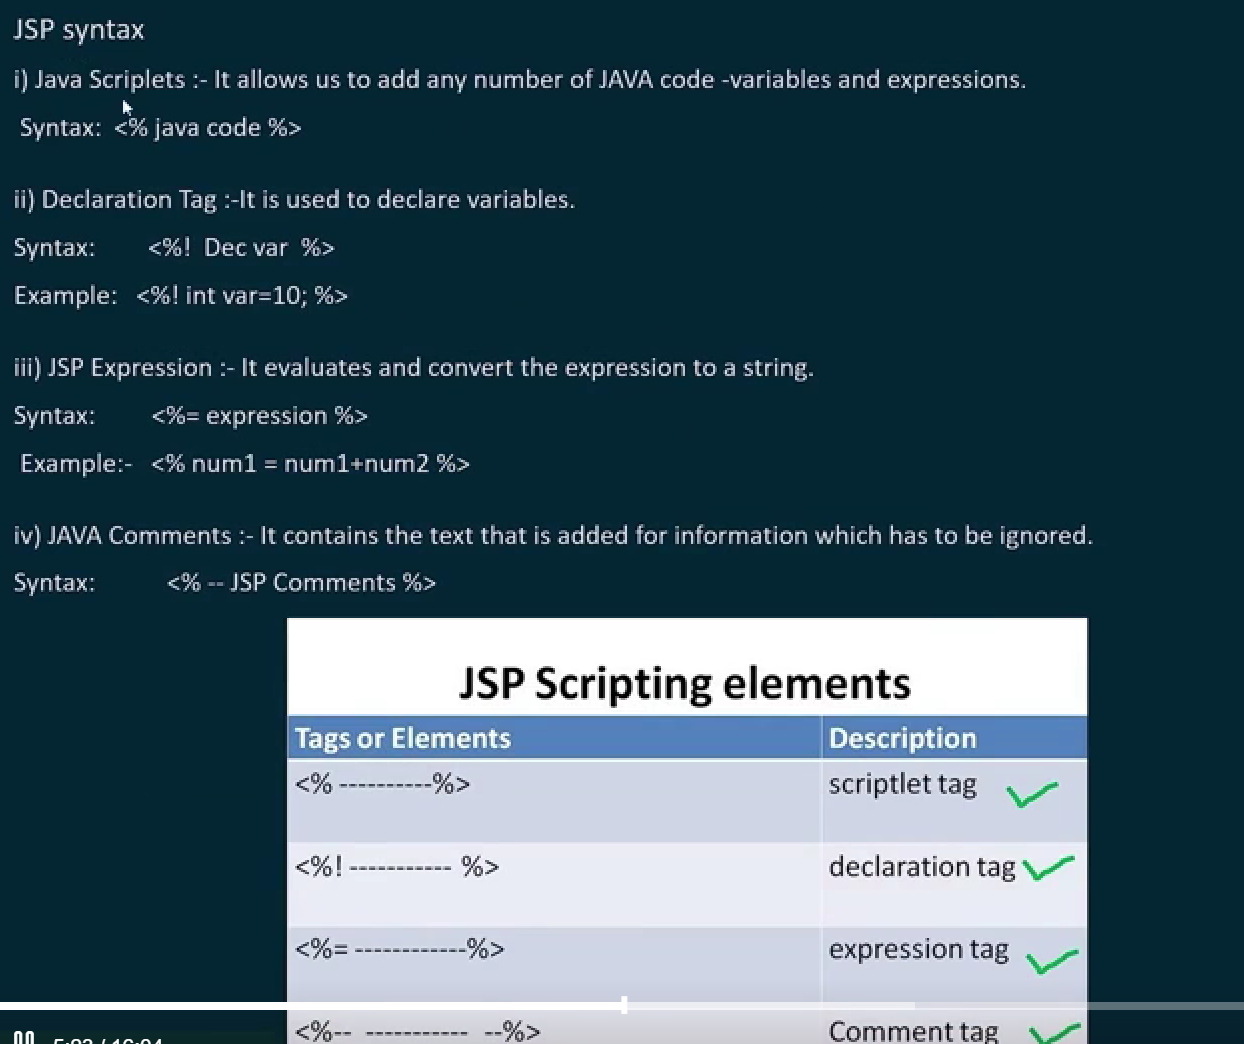 JSP syntax
i) Java Scriplets :- It allows us to add any number of JAVA code -variables and expressions.
Syntax: <% java code %>
ii) Declaration Tag :-It is used to declare variables.
Syntax: <%! Dec var %>
Example: <%! int var=10; %>
iii) JSP Expression :- It evaluates and convert the expression to a string.
Syntax: <%= expression %>
Example:- <% num1 = num1+num2 %>
iv) JAVA Comments :- It contains the text that is added for information which has to be ignored.
Syntax: <% -- JSP Comments %>
JSP Scripting elements
Tags or Elements Description
<% ----------%> scriptlet tag
<%! ----------- %> declaration tag
<%= ------------%> expression tag
<%-- ----------- --%> Comment tag